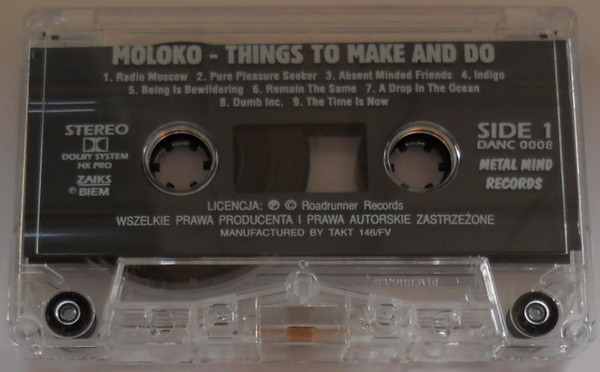 MOLOKO - THINGS TO MAKE AND DO
1. Radio Moscow 2. Pure Pleasure Seeker 3. Absent Minded Friends 4. Indigo
5. Being Is Bewildering 6. Remain The Same 7. A Drop In The Ocean
8. Dumb Inc. 9. The Time Is Now
STEREO
DOLBY SYSTEM
HX PRO
ZAIKS
℗ BIEM
SIDE 1
DANC 0008
METAL MIND
RECORDS
LICENCJA: ℗ © Roadrunner Records
WSZELKIE PRAWA PRODUCENTA I PRAWA AUTORSKIE ZASTRZEŻONE
MANUFACTURED BY TAKT 146/FV